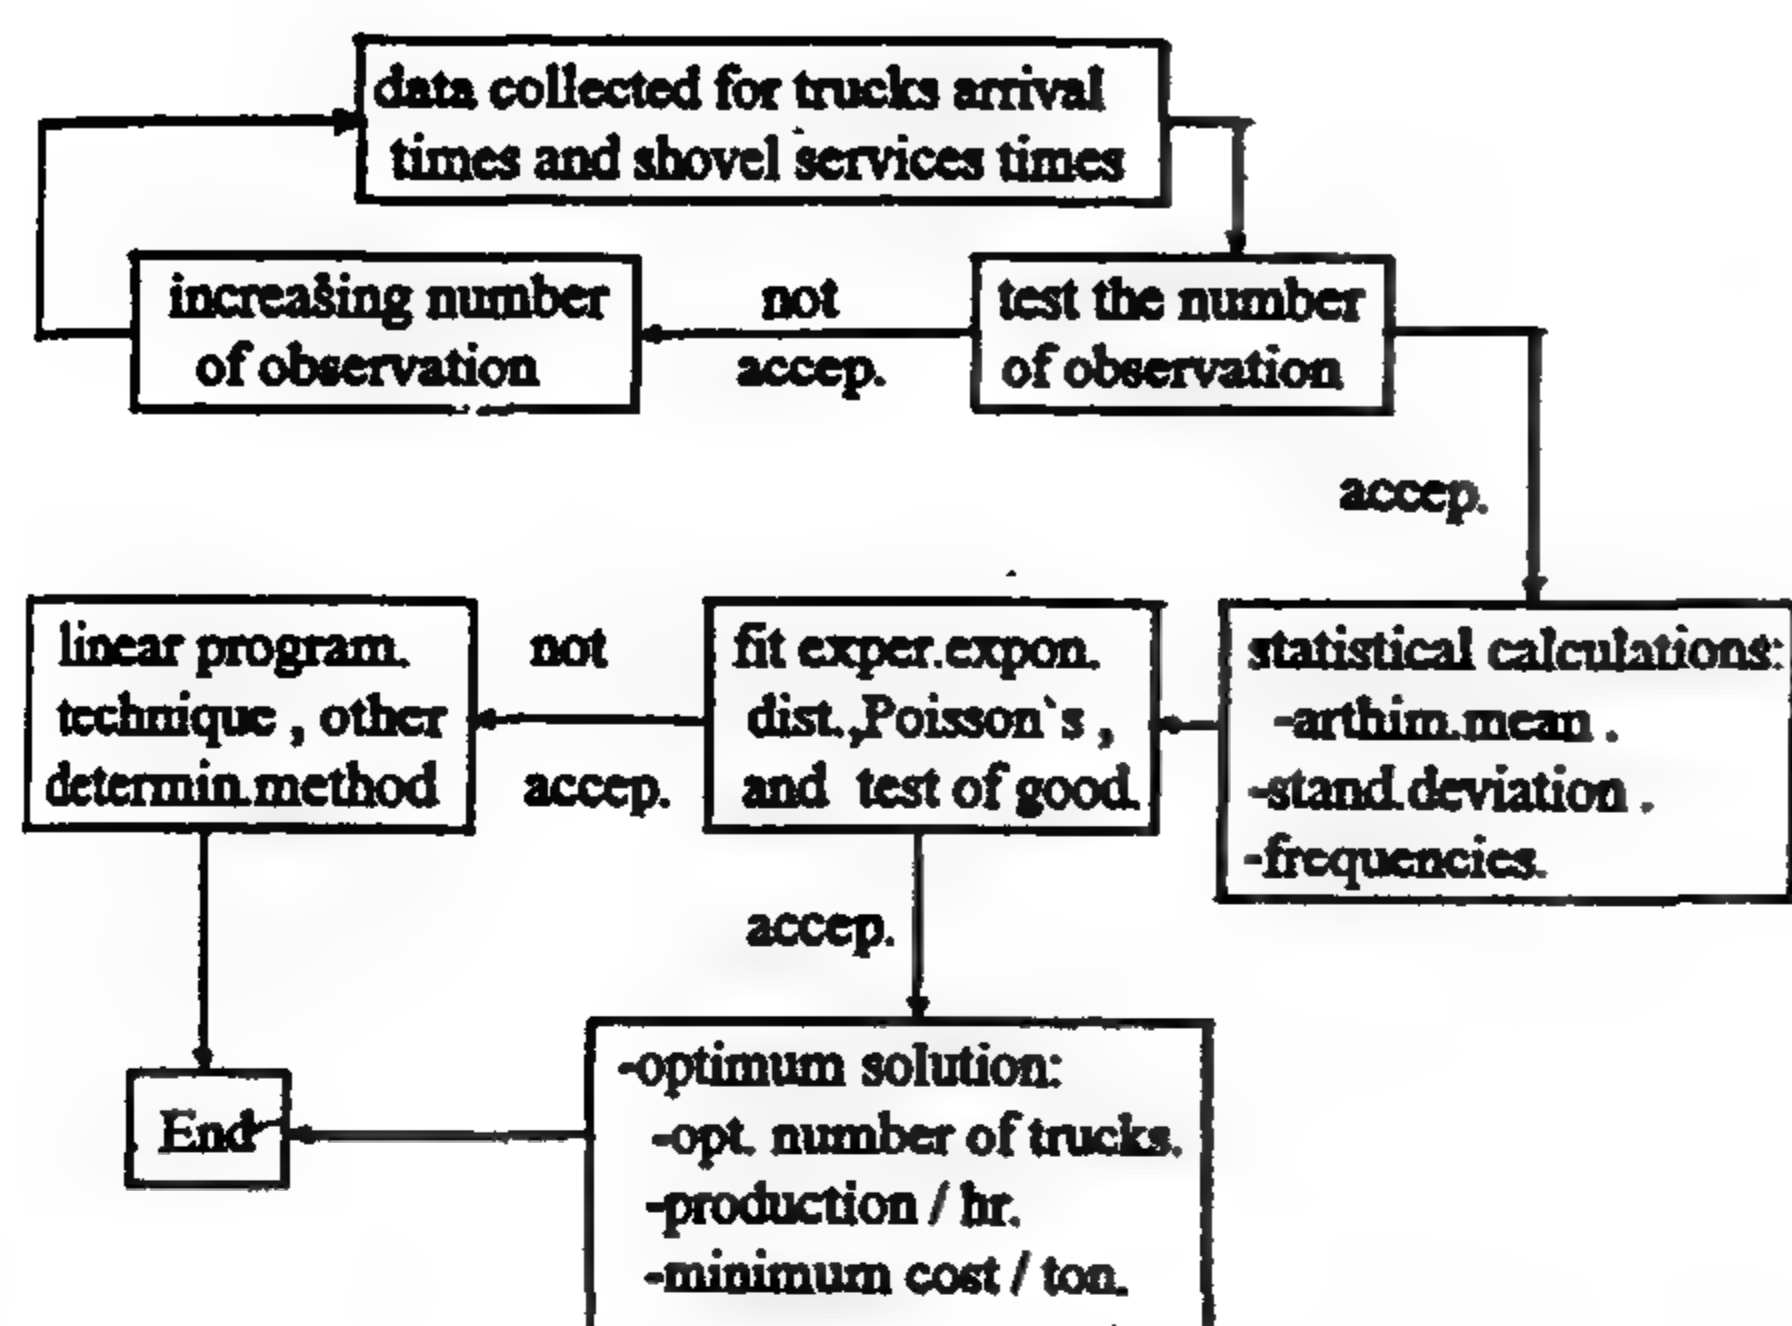 data collected for trucks arrival
times and shovel services times
increasing number
of observation
not
accep.
test the number
of observation
accep.
linear program.
technique , other
determin.method
not
accep.
fit exper.expon.
dist.,Poisson`s ,
and test of good.
statistical calculations:
-arthim.mean .
-stand.deviation .
-frequencies.
accep.
End
-optimum solution:
-opt. number of trucks.
-production / hr.
-minimum cost / ton.